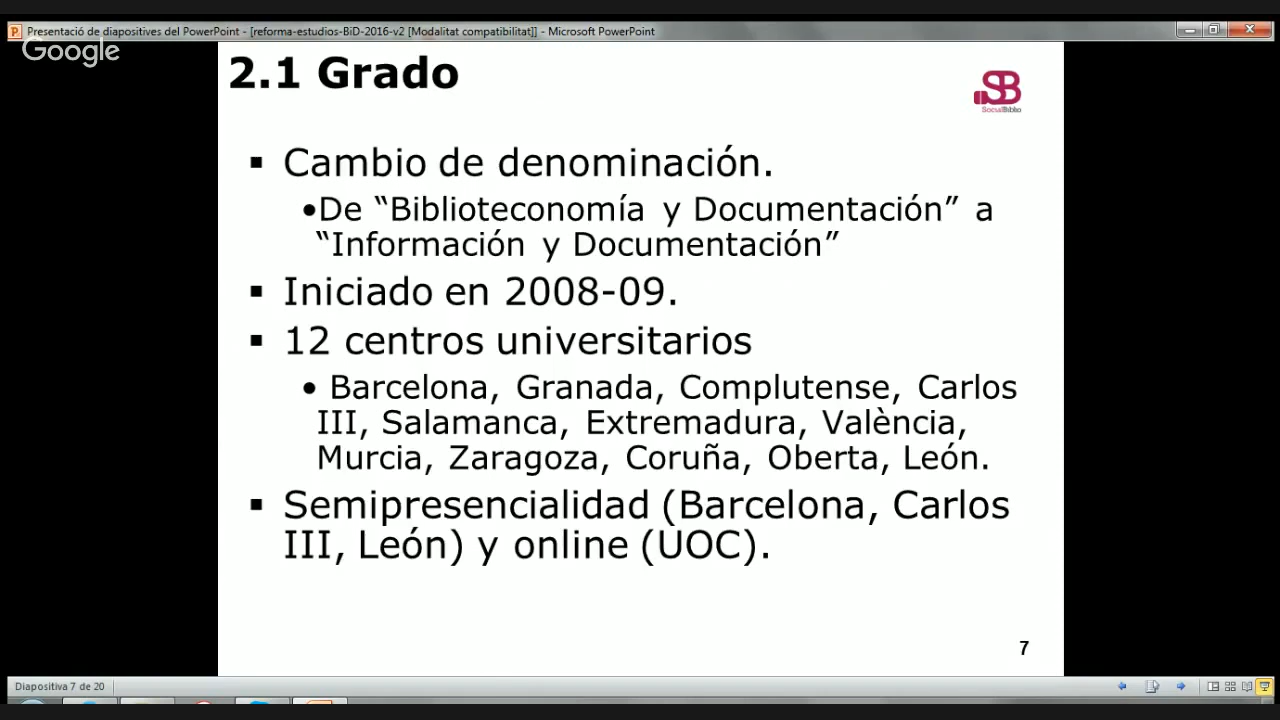 Presentació de diapositives del PowerPoint - [reforma-estudios-BiD-2016-v2 [Modalitat compatibilitat]] - Microsoft PowerPoint
Google
2.1 Grado
SB
SocialBiblio
▪ Cambio de denominación.
•De “Biblioteconomía y Documentación” a
“Información y Documentación”
▪ Iniciado en 2008-09.
▪ 12 centros universitarios
• Barcelona, Granada, Complutense, Carlos
III, Salamanca, Extremadura, València,
Murcia, Zaragoza, Coruña, Oberta, León.
▪ Semipresencialidad (Barcelona, Carlos
III, León) y online (UOC).
7
Diapositiva 7 de 20